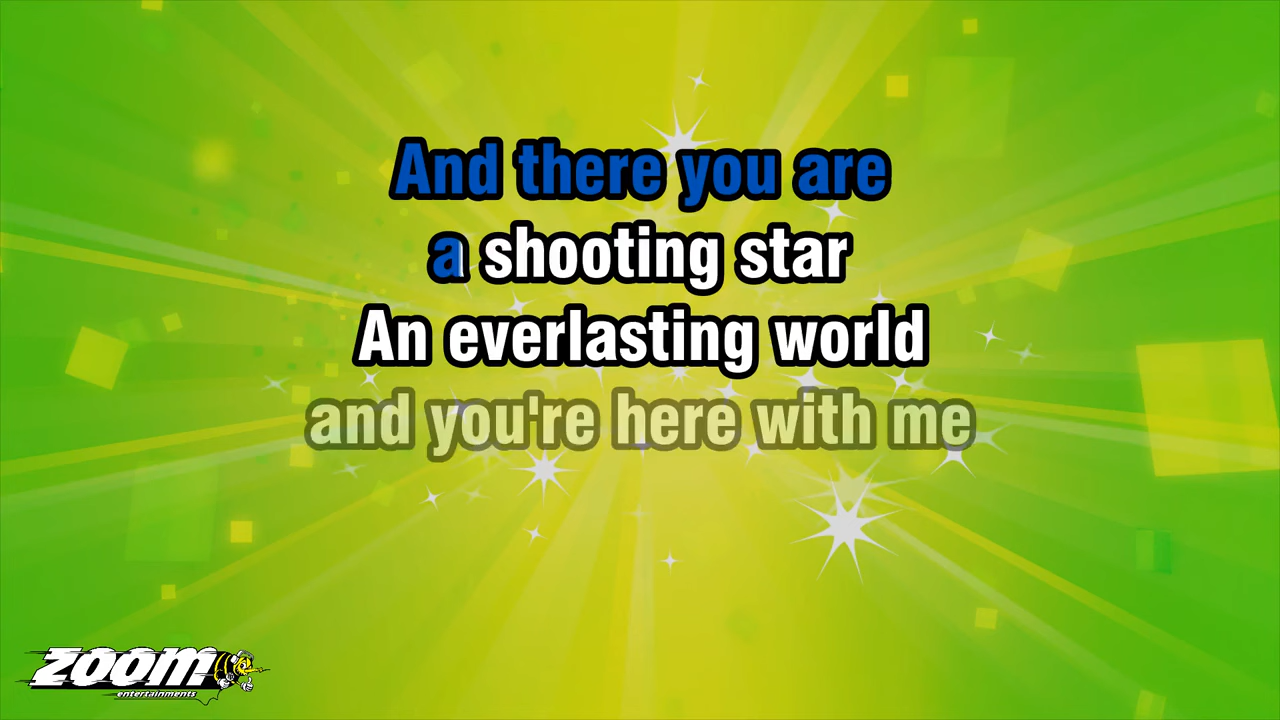 And there you are
a shooting star
An everlasting world
and you're here with me
zoom
entertainments